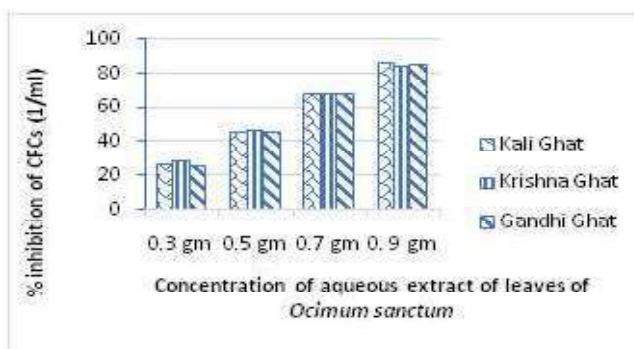 % inhibition of CFCs (1/ml)
100
80
60
40
20
0
0.3 gm 0.5 gm 0.7 gm 0. 9 gm
Kali Ghat
Krishna Ghat
Gandhi Ghat
Concentration of aqueous extract of leaves of
Ocimum sanctum